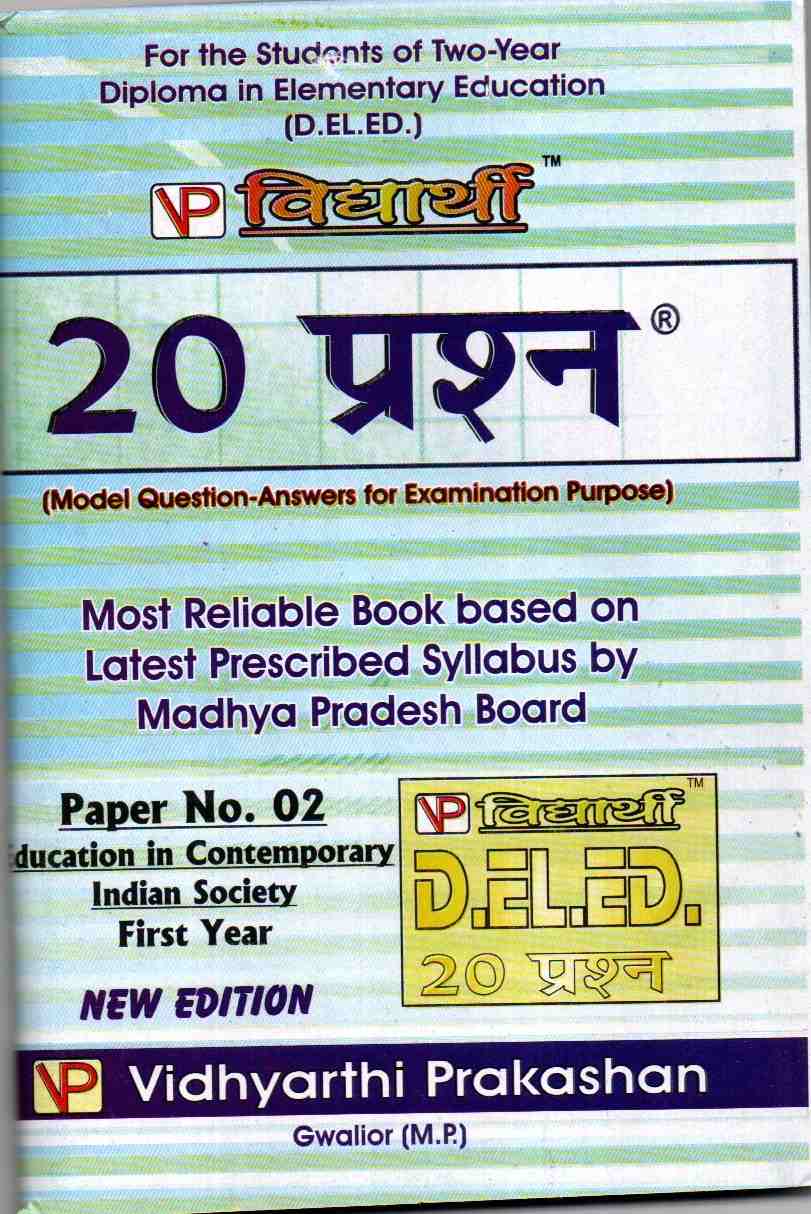 For the Students of Two-Year
Diploma in Elementary Education
(D.EL.ED.)
VP विद्यार्थी TM
20 प्रश्न ®
(Model Question-Answers for Examination Purpose)
Most Reliable Book based on
Latest Prescribed Syllabus by
Madhya Pradesh Board
Paper No. 02
ducation in Contemporary
Indian Society
First Year
NEW EDITION
VP विद्यार्थी TM
D.EL.ED.
20 प्रश्न
VP Vidhyarthi Prakashan
Gwalior (M.P.)